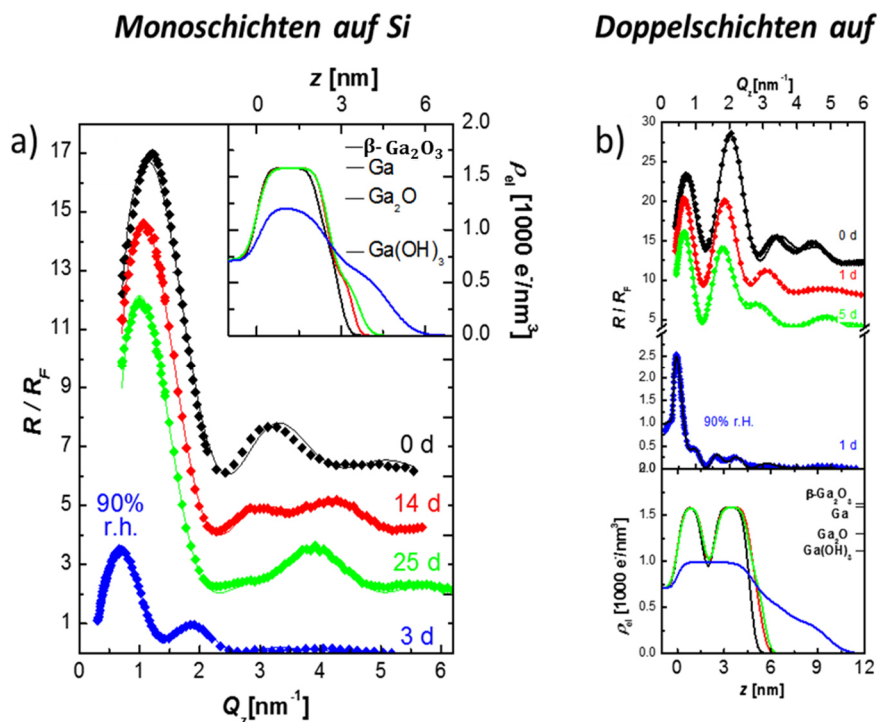 Monoschichten auf Si
Doppelschichten auf
a)
z [nm]
0 3 6
2.0
1.5
1.0
0.5
0.0
ρel [1000 e⁻/nm³]
β-Ga₂O₃
Ga
Ga₂O
Ga(OH)₃
17
15
13
11
9
7
5
3
1
R / R_F
0 d
14 d
25 d
90%
r.h.
3 d
0 1 2 3 4 5 6
Q_z [nm⁻¹]
b)
Q_z [nm⁻¹]
0 1 2 3 4 5 6
30
25
20
15
10
5
2.5
2.0
1.5
1.0
0.5
2.0
R / R_F
0 d
1 d
5 d
90% r.H.
1 d
1.5
1.0
0.5
0.0
ρel [1000 e⁻/nm³]
β-Ga₂O₃
Ga
Ga₂O
Ga(OH)₃
0 3 6 9 12
z [nm]